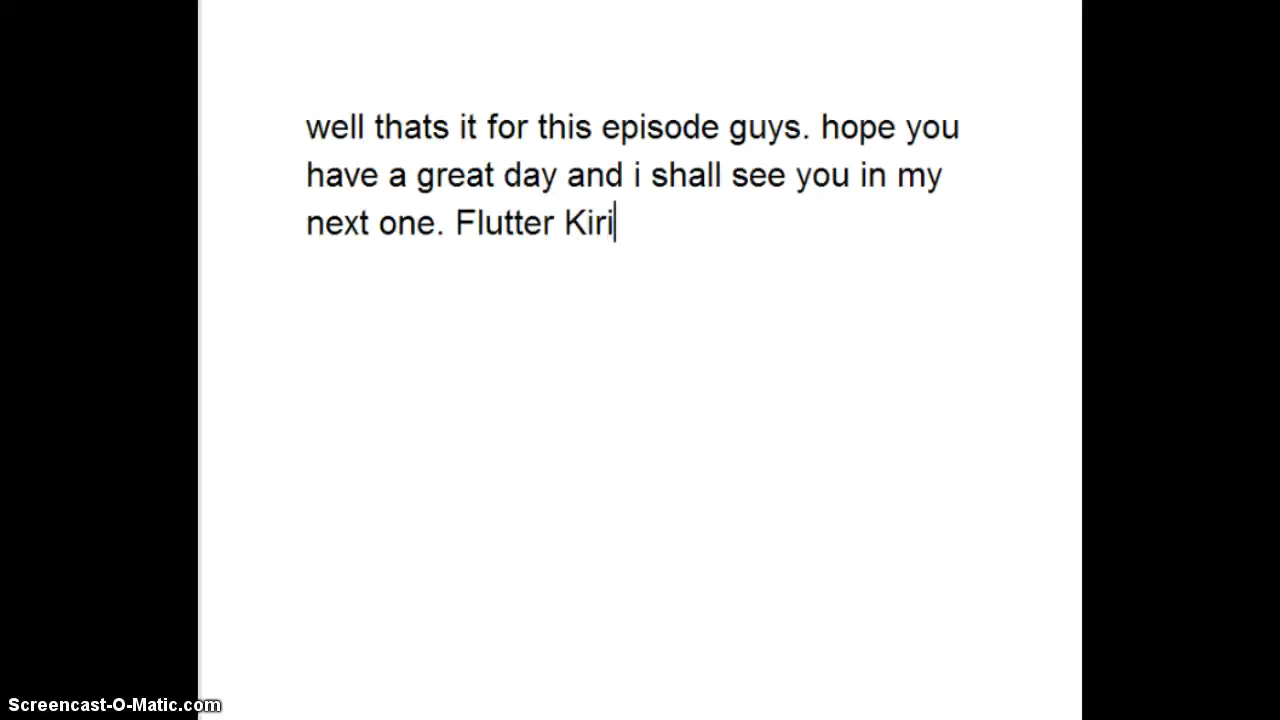 well thats it for this episode guys. hope you
have a great day and i shall see you in my
next one. Flutter Kiri
Screencast-O-Matic.com